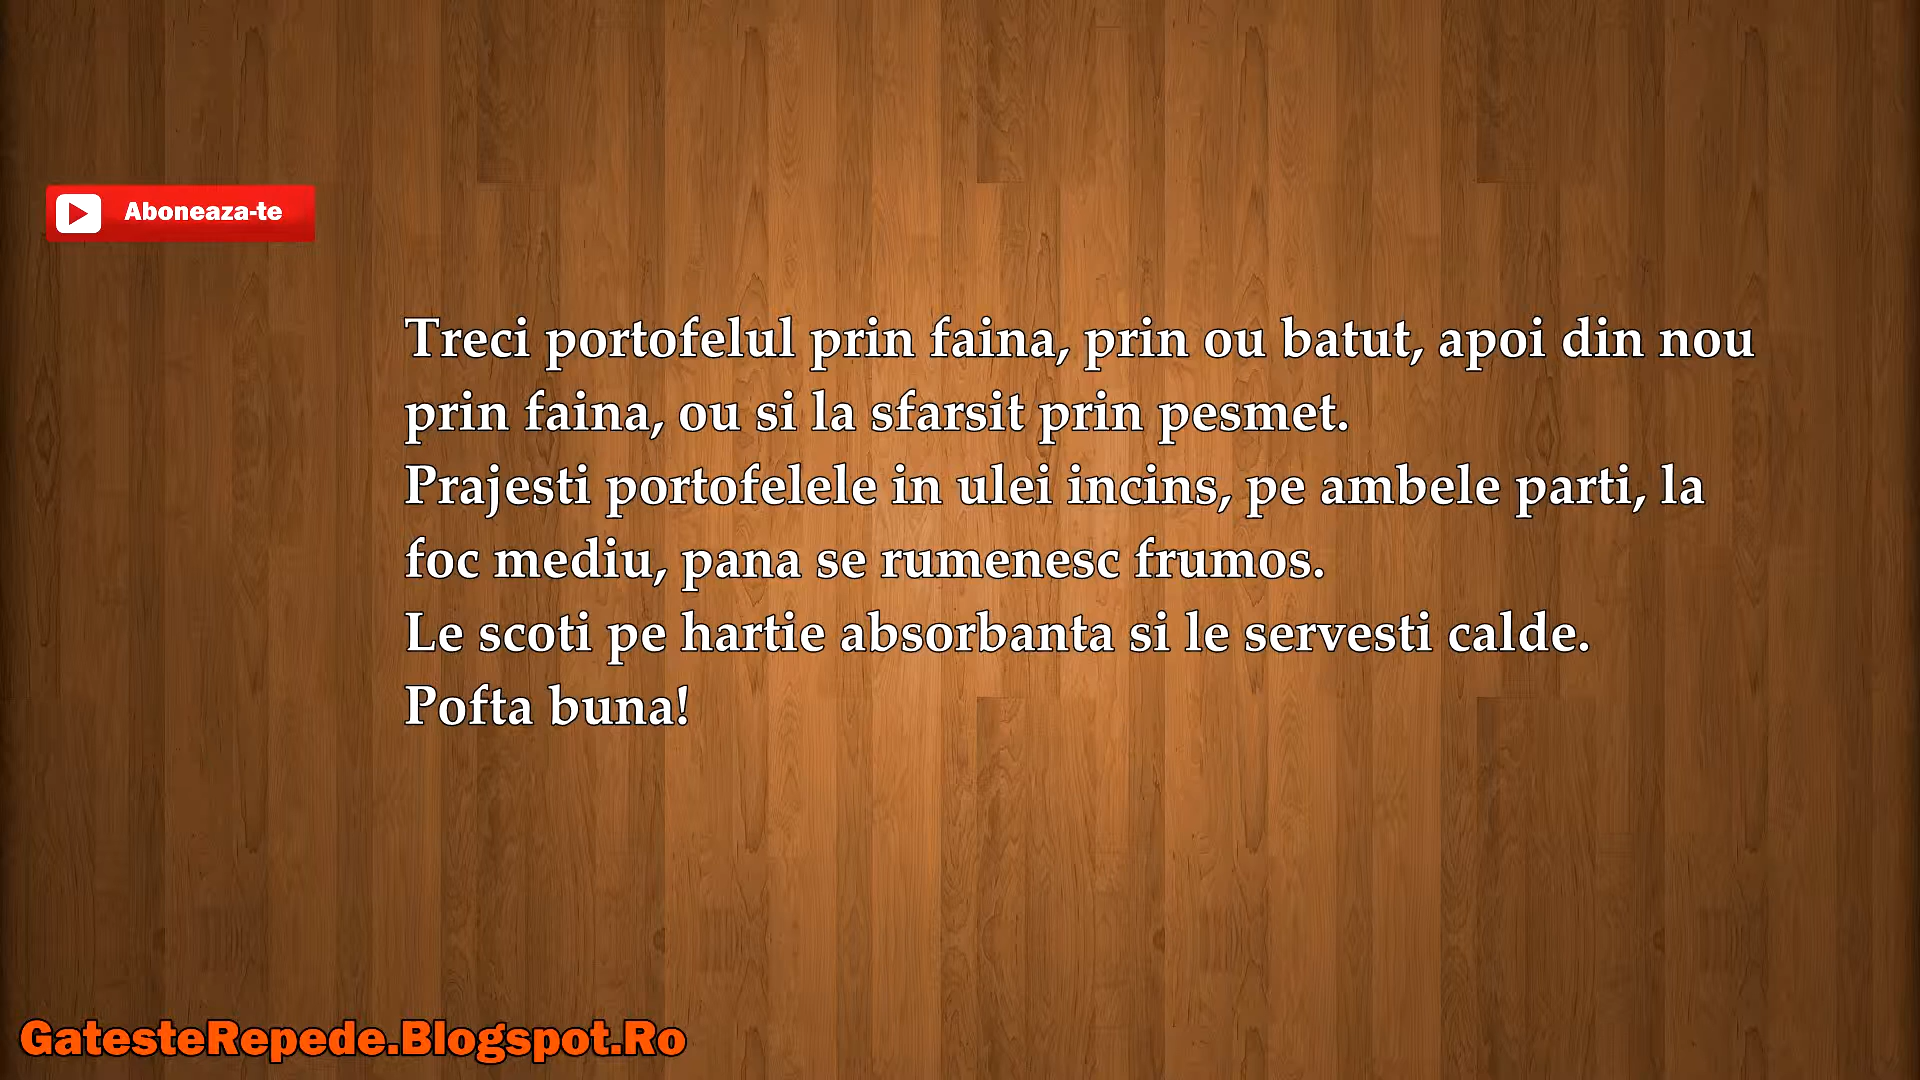 Aboneaza-te
Treci portofelul prin faina, prin ou batut, apoi din nou
prin faina, ou si la sfarsit prin pesmet.
Prajesti portofelele in ulei incins, pe ambele parti, la
foc mediu, pana se rumenesc frumos.
Le scoti pe hartie absorbanta si le servesti calde.
Pofta buna!
GatesteRepede.Blogspot.Ro